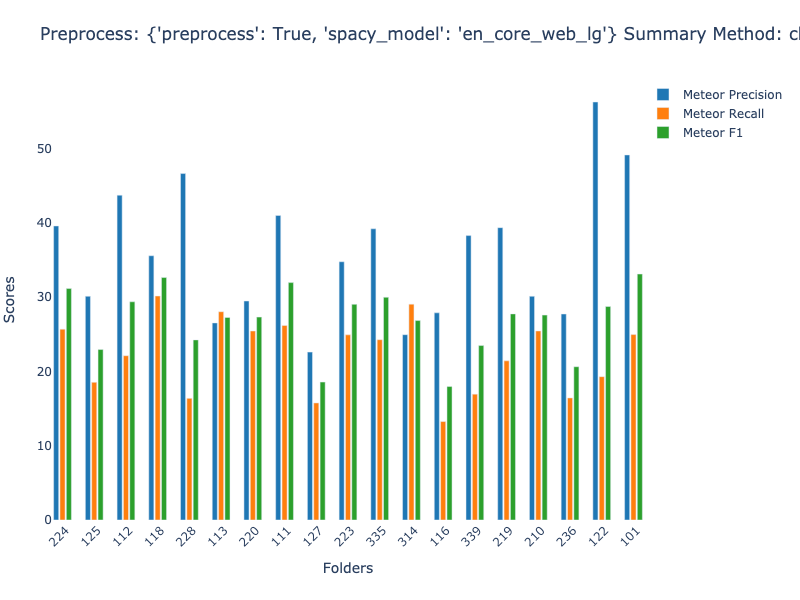 Preprocess: {'preprocess': True, 'spacy_model': 'en_core_web_lg'} Summary Method:
Meteor Precision
Meteor Recall
Meteor F1
Scores
50
40
30
20
10
0
224 125 112 118 228 113 220 111 127 223 335 314 116 339 219 210 236 122 101
Folders